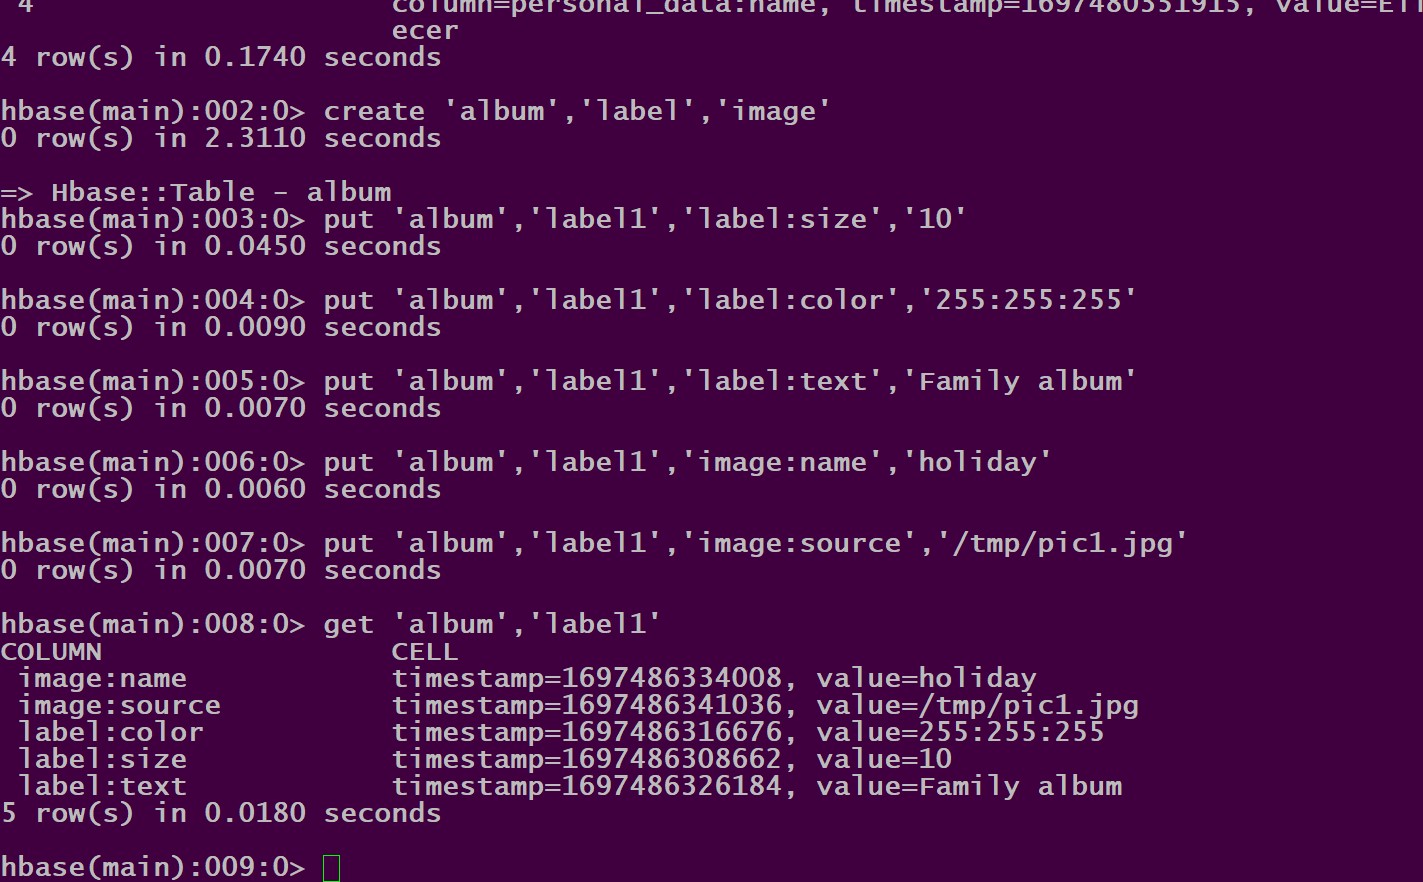 4 column=personal_data:name, timestamp=1697480351915, value=
ecer
4 row(s) in 0.1740 seconds
hbase(main):002:0> create 'album','label','image'
0 row(s) in 2.3110 seconds
=> Hbase::Table - album
hbase(main):003:0> put 'album','label1','label:size','10'
0 row(s) in 0.0450 seconds
hbase(main):004:0> put 'album','label1','label:color','255:255:255'
0 row(s) in 0.0090 seconds
hbase(main):005:0> put 'album','label1','label:text','Family album'
0 row(s) in 0.0070 seconds
hbase(main):006:0> put 'album','label1','image:name','holiday'
0 row(s) in 0.0060 seconds
hbase(main):007:0> put 'album','label1','image:source','/tmp/pic1.jpg'
0 row(s) in 0.0070 seconds
hbase(main):008:0> get 'album','label1'
COLUMN CELL
image:name timestamp=1697486334008, value=holiday
image:source timestamp=1697486341036, value=/tmp/pic1.jpg
label:color timestamp=1697486316676, value=255:255:255
label:size timestamp=1697486308662, value=10
label:text timestamp=1697486326184, value=Family album
5 row(s) in 0.0180 seconds
hbase(main):009:0>